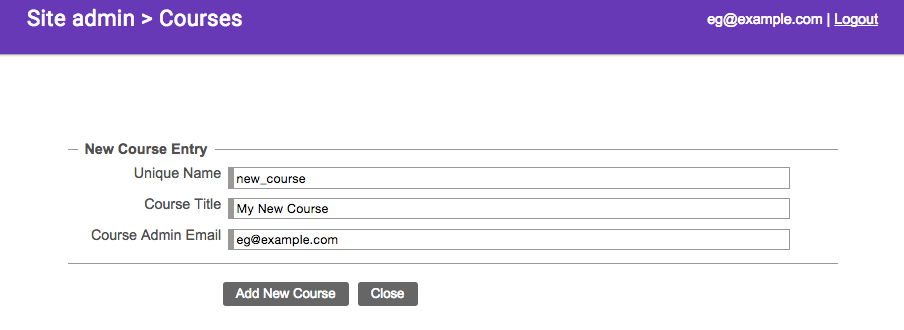 Site admin > Courses
eg@example.com | Logout
New Course Entry
Unique Name new_course
Course Title My New Course
Course Admin Email eg@example.com
Add New Course Close